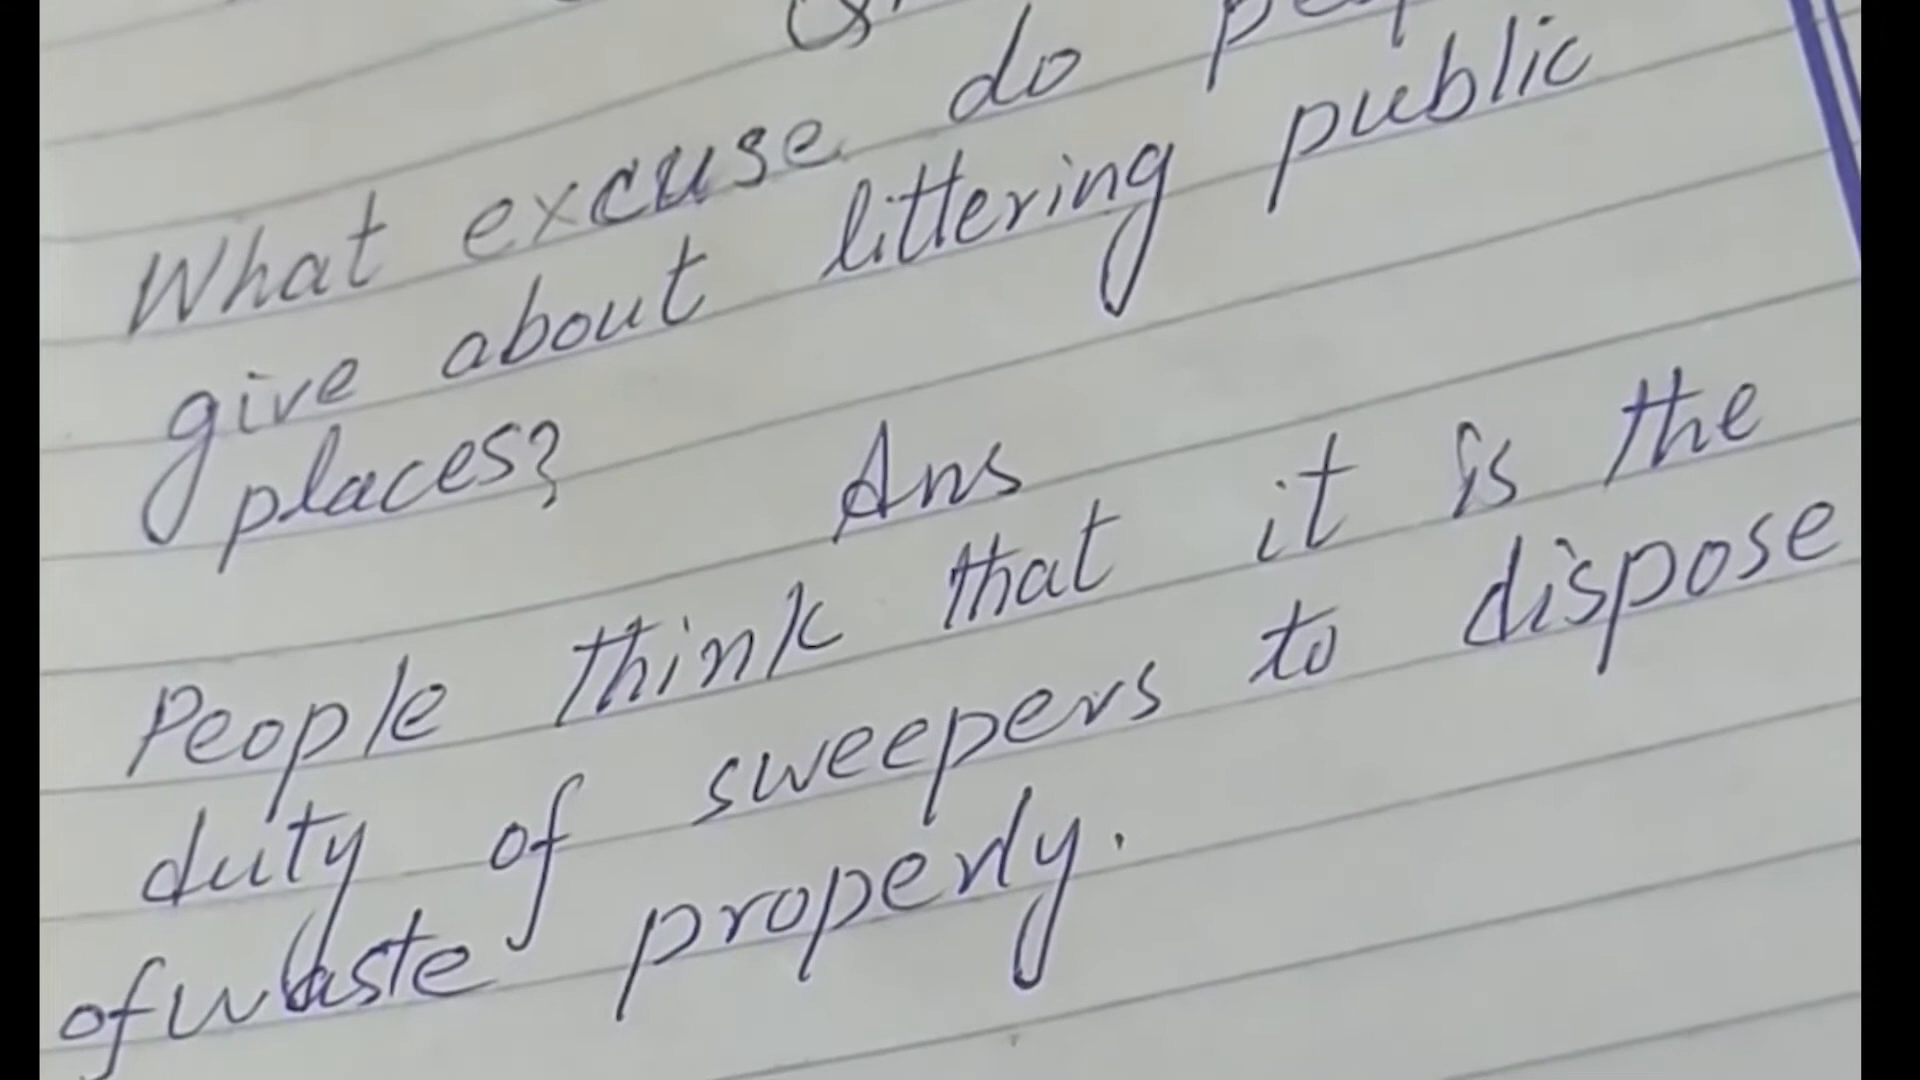 What excuse do
give about littering public
places?
Ans
People think that it is the
duty of sweepers to dispose
of waste properly.